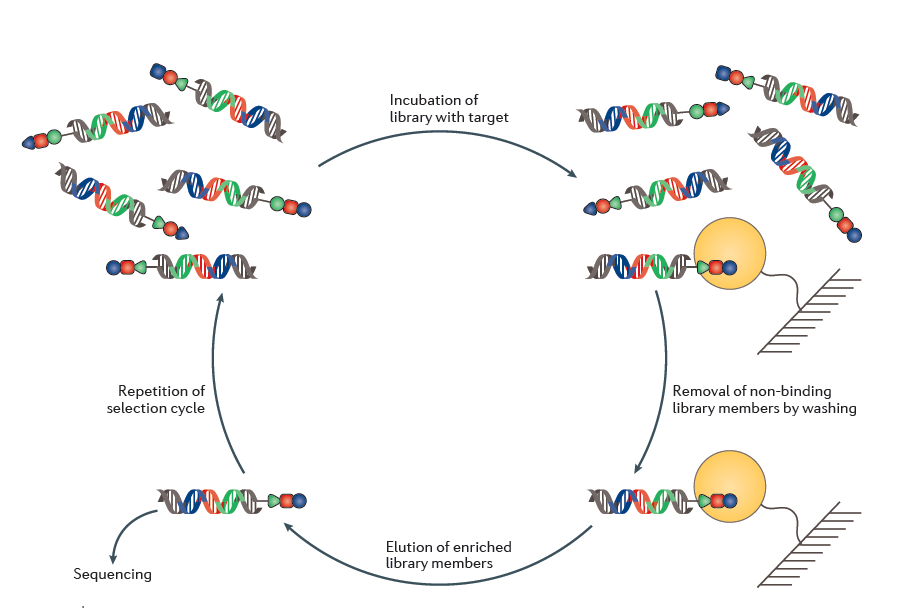 Incubation of
library with target
Removal of non-binding
library members by washing
Elution of enriched
library members
Repetition of
selection cycle
Sequencing